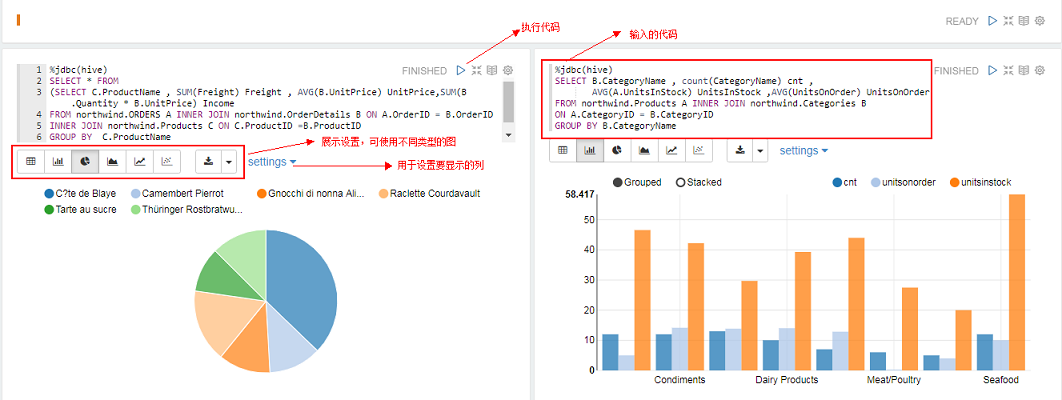 READY
执行代码
输入的代码
1 %jdbc(hive)
2 SELECT * FROM
3 (SELECT C.ProductName , SUM(Freight) Freight , AVG(B.UnitPrice) UnitPrice,SUM(B
.Quantity * B.UnitPrice) Income
4 FROM northwind.ORDERS A INNER JOIN northwind.OrderDetails B ON A.OrderID = B.OrderID
5 INNER JOIN northwind.Products C ON C.ProductID =B.ProductID
6 GROUP BY C.ProductName
FINISHED
展示设置，可使用不同类型的图
settings
用于设置要显示的列
C?te de Blaye
Camembert Pierrot
Gnocchi di nonna Ali...
Raclette Courdavault
Tarte au sucre
Thüringer Rostbratwu...
%jdbc(hive)
SELECT B.CategoryName , count(CategoryName) cnt ,
AVG(A.UnitsInStock) UnitsInStock ,AVG(UnitsOnOrder) UnitsOnOrder
FROM northwind.Products A INNER JOIN northwind.Categories B
ON A.CategoryID = B.CategoryID
GROUP BY B.CategoryName
FINISHED
settings
Grouped
Stacked
cnt
unitsonorder
unitsinstock
58.417
50
40
30
20
10
0
Condiments
Dairy Products
Meat/Poultry
Seafood